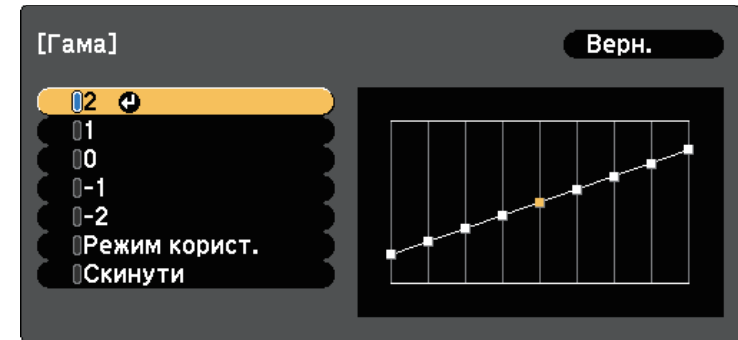 [Гама]
Верн.
2
1
0
-1
-2
Режим корист.
Скинути